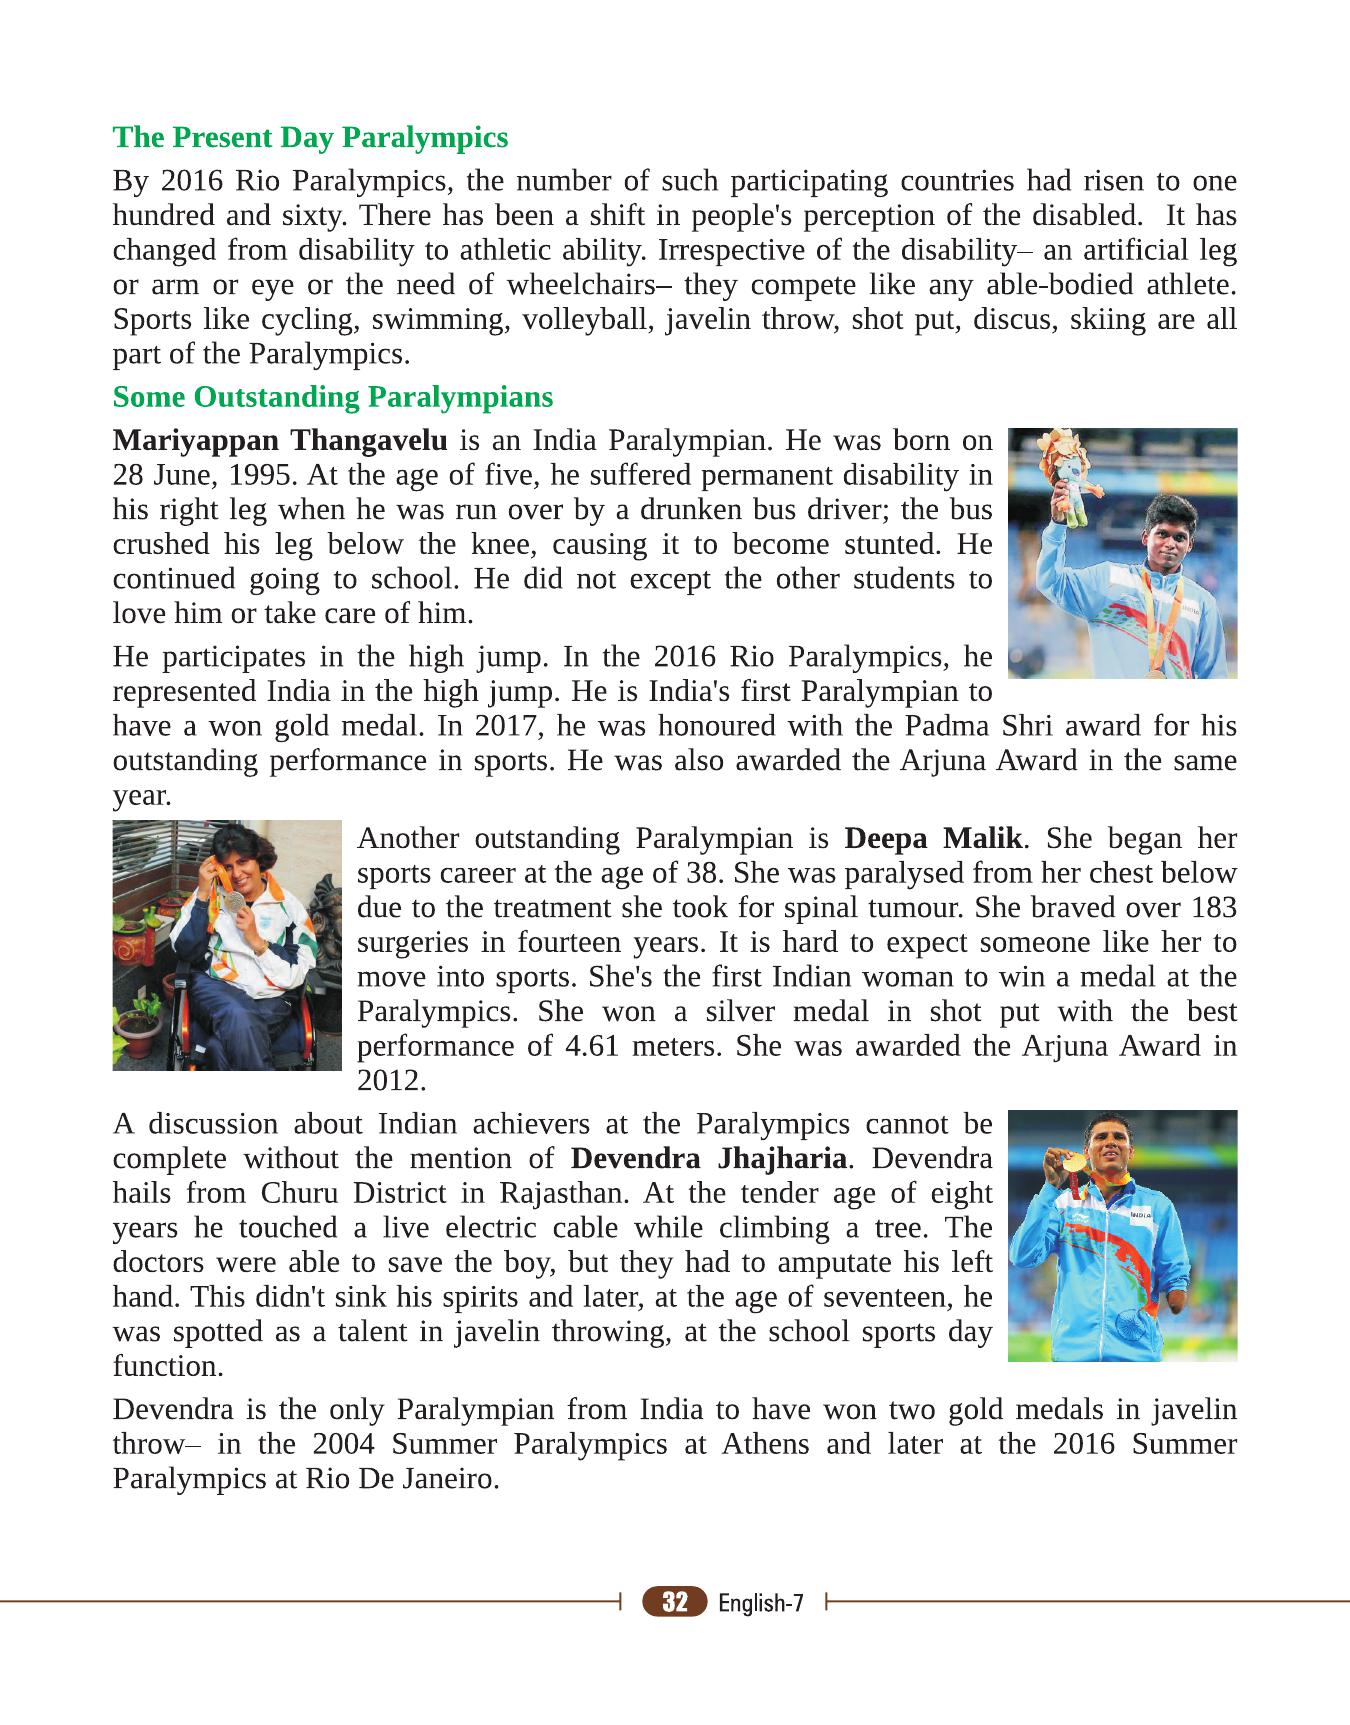 The Present Day Paralympics
By 2016 Rio Paralympics, the number of such participating countries had risen to one
hundred and sixty. There has been a shift in people's perception of the disabled.  It has
changed from disability to athletic ability. Irrespective of the disability– an artificial leg
or arm or eye or the need of wheelchairs– they compete like any able-bodied athlete.
Sports like cycling, swimming, volleyball, javelin throw, shot put, discus, skiing are all
part of the Paralympics.
Some Outstanding Paralympians
Mariyappan Thangavelu is an India Paralympian. He was born on
28 June, 1995. At the age of five, he suffered permanent disability in
his right leg when he was run over by a drunken bus driver; the bus
crushed his leg below the knee, causing it to become stunted. He
continued going to school. He did not except the other students to
love him or take care of him.
He participates in the high jump. In the 2016 Rio Paralympics, he
represented India in the high jump. He is India's first Paralympian to
have a won gold medal. In 2017, he was honoured with the Padma Shri award for his
outstanding performance in sports. He was also awarded the Arjuna Award in the same
year.
Another outstanding Paralympian is Deepa Malik. She began her
sports career at the age of 38. She was paralysed from her chest below
due to the treatment she took for spinal tumour. She braved over 183
surgeries in fourteen years. It is hard to expect someone like her to
move into sports. She's the first Indian woman to win a medal at the
Paralympics. She won a silver medal in shot put with the best
performance of 4.61 meters. She was awarded the Arjuna Award in
2012.
A discussion about Indian achievers at the Paralympics cannot be
complete without the mention of Devendra Jhajharia. Devendra
hails from Churu District in Rajasthan. At the tender age of eight
years he touched a live electric cable while climbing a tree. The
doctors were able to save the boy, but they had to amputate his left
hand. This didn't sink his spirits and later, at the age of seventeen, he
was spotted as a talent in javelin throwing, at the school sports day
function.
INDIA
INDIA
Devendra is the only Paralympian from India to have won two gold medals in javelin
throw– in the 2004 Summer Paralympics at Athens and later at the 2016 Summer
Paralympics at Rio De Janeiro.
32 English-7